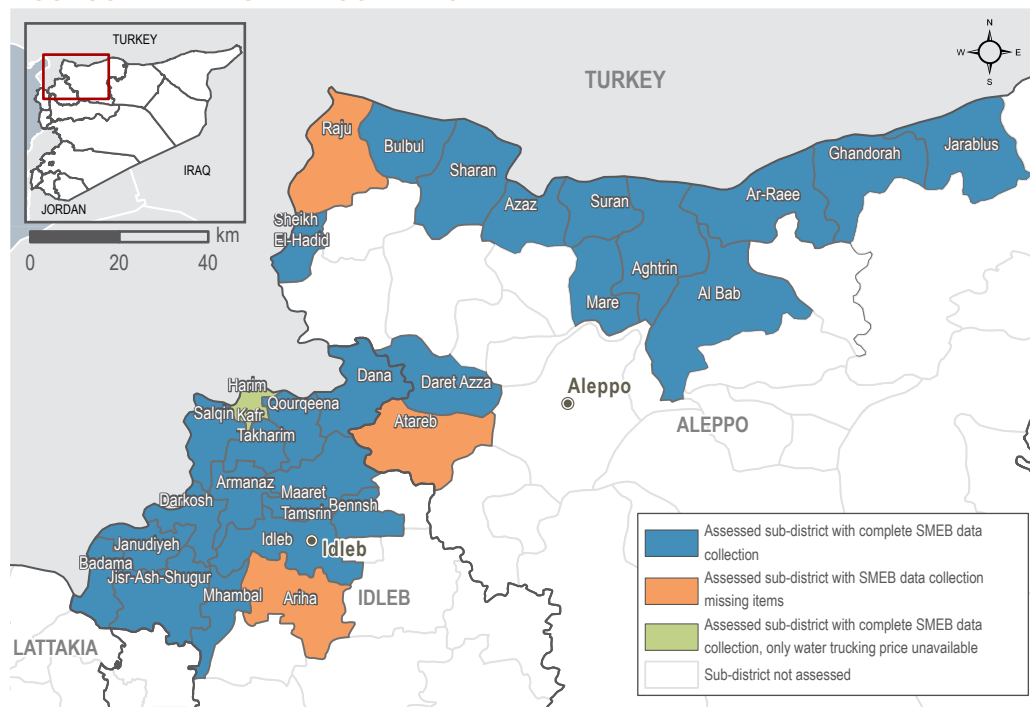 TURKEY
IRAQ
JORDAN
N
W
E
S
TURKEY
km
0
20
40
Raju
Bulbul
Sharan
Azaz
Suran
Ar-Raee
Ghandorah
Jarablus
Sheikh
El-Hadid
Mare
Aghtrin
Al Bab
Dana
Daret Azza
Aleppo
ALEPPO
Harim
Salqin
Kafr
Qourqeena
Takharim
Atareb
Armanaz
Maaret
Tamsrin
Bennsh
Darkosh
Idleb
Idleb
Janudiyeh
Badama
Jisr-Ash-Shugur
Mhambal
Ariha
IDLEB
LATTAKIA
Assessed sub-district with complete SMEB data
collection
Assessed sub-district with SMEB data collection
missing items
Assessed sub-district with complete SMEB data
collection, only water trucking price unavailable
Sub-district not assessed